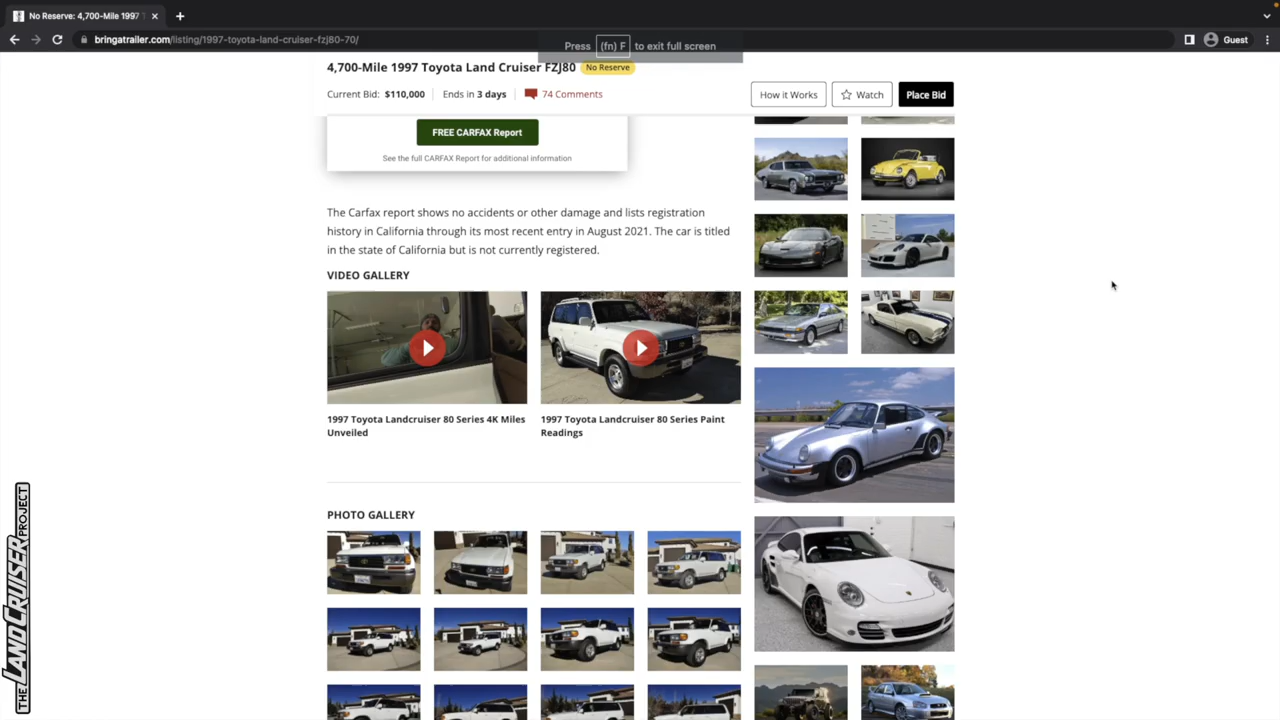 No Reserve: 4,700-Mile 1997
bringatrailer.com/listing/1997-toyota-land-cruiser-fzj80-70/
Guest
Press (fn) F to exit full screen
4,700-Mile 1997 Toyota Land Cruiser FZJ80 No Reserve
Current Bid: $110,000 Ends in 3 days 74 Comments
How it Works Watch Place Bid
FREE CARFAX Report
See the full CARFAX Report for additional information
The Carfax report shows no accidents or other damage and lists registration
history in California through its most recent entry in August 2021. The car is titled
in the state of California but is not currently registered.
VIDEO GALLERY
1997 Toyota Landcruiser 80 Series 4K Miles
Unveiled
1997 Toyota Landcruiser 80 Series Paint
Readings
PHOTO GALLERY
THE LAND CRUISER PROJECT